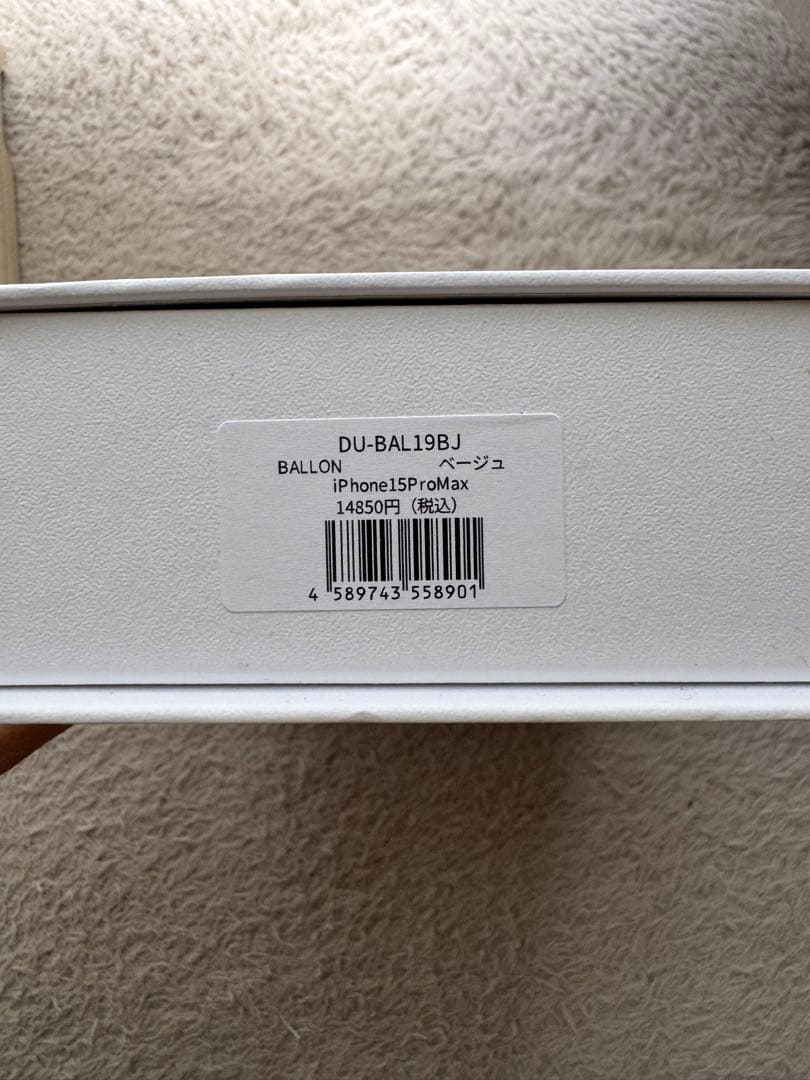 DU-BAL19BJ
BALLON ベージュ
iPhone15ProMax
14850円（税込）
4 589743 558901